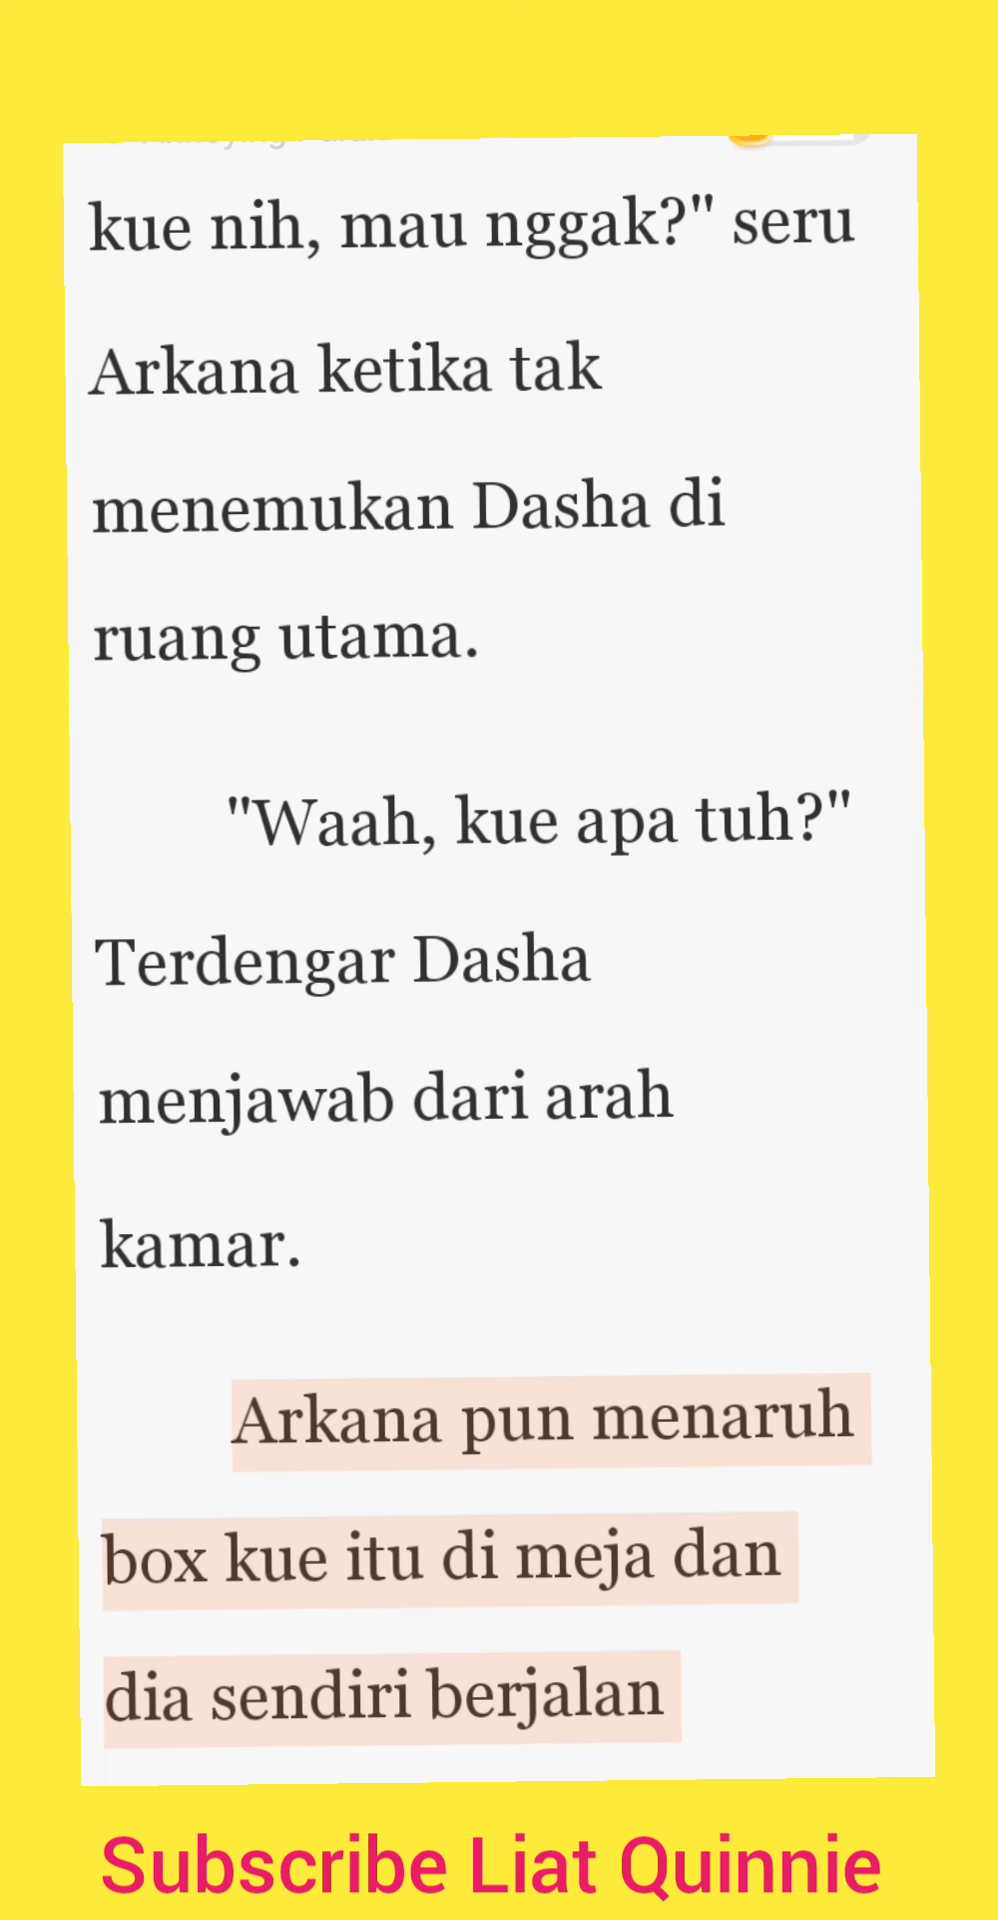 kue nih, mau nggak?" seru
Arkana ketika tak
menemukan Dasha di
ruang utama.
"Waah, kue apa tuh?"
Terdengar Dasha
menjawab dari arah
kamar.
Arkana pun menaruh
box kue itu di meja dan
dia sendiri berjalan
Subscribe Liat Quinnie